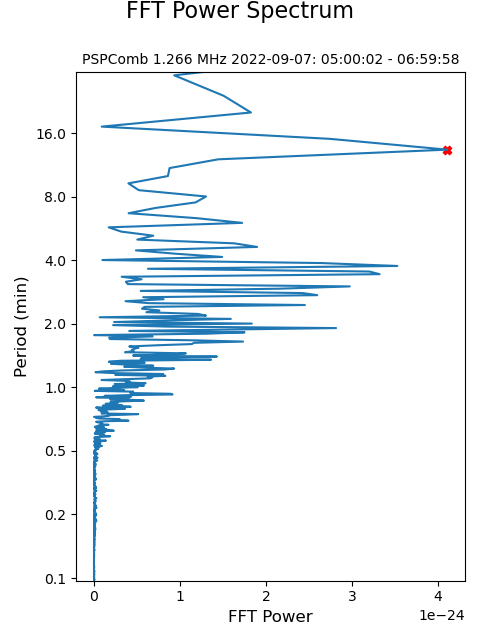 FFT Power Spectrum
PSPComb 1.266 MHz 2022-09-07: 05:00:02 - 06:59:58
16.0
8.0
4.0
2.0
1.0
0.5
0.2
0.1
Period (min)
0 1 2 3 4
1e−24
FFT Power